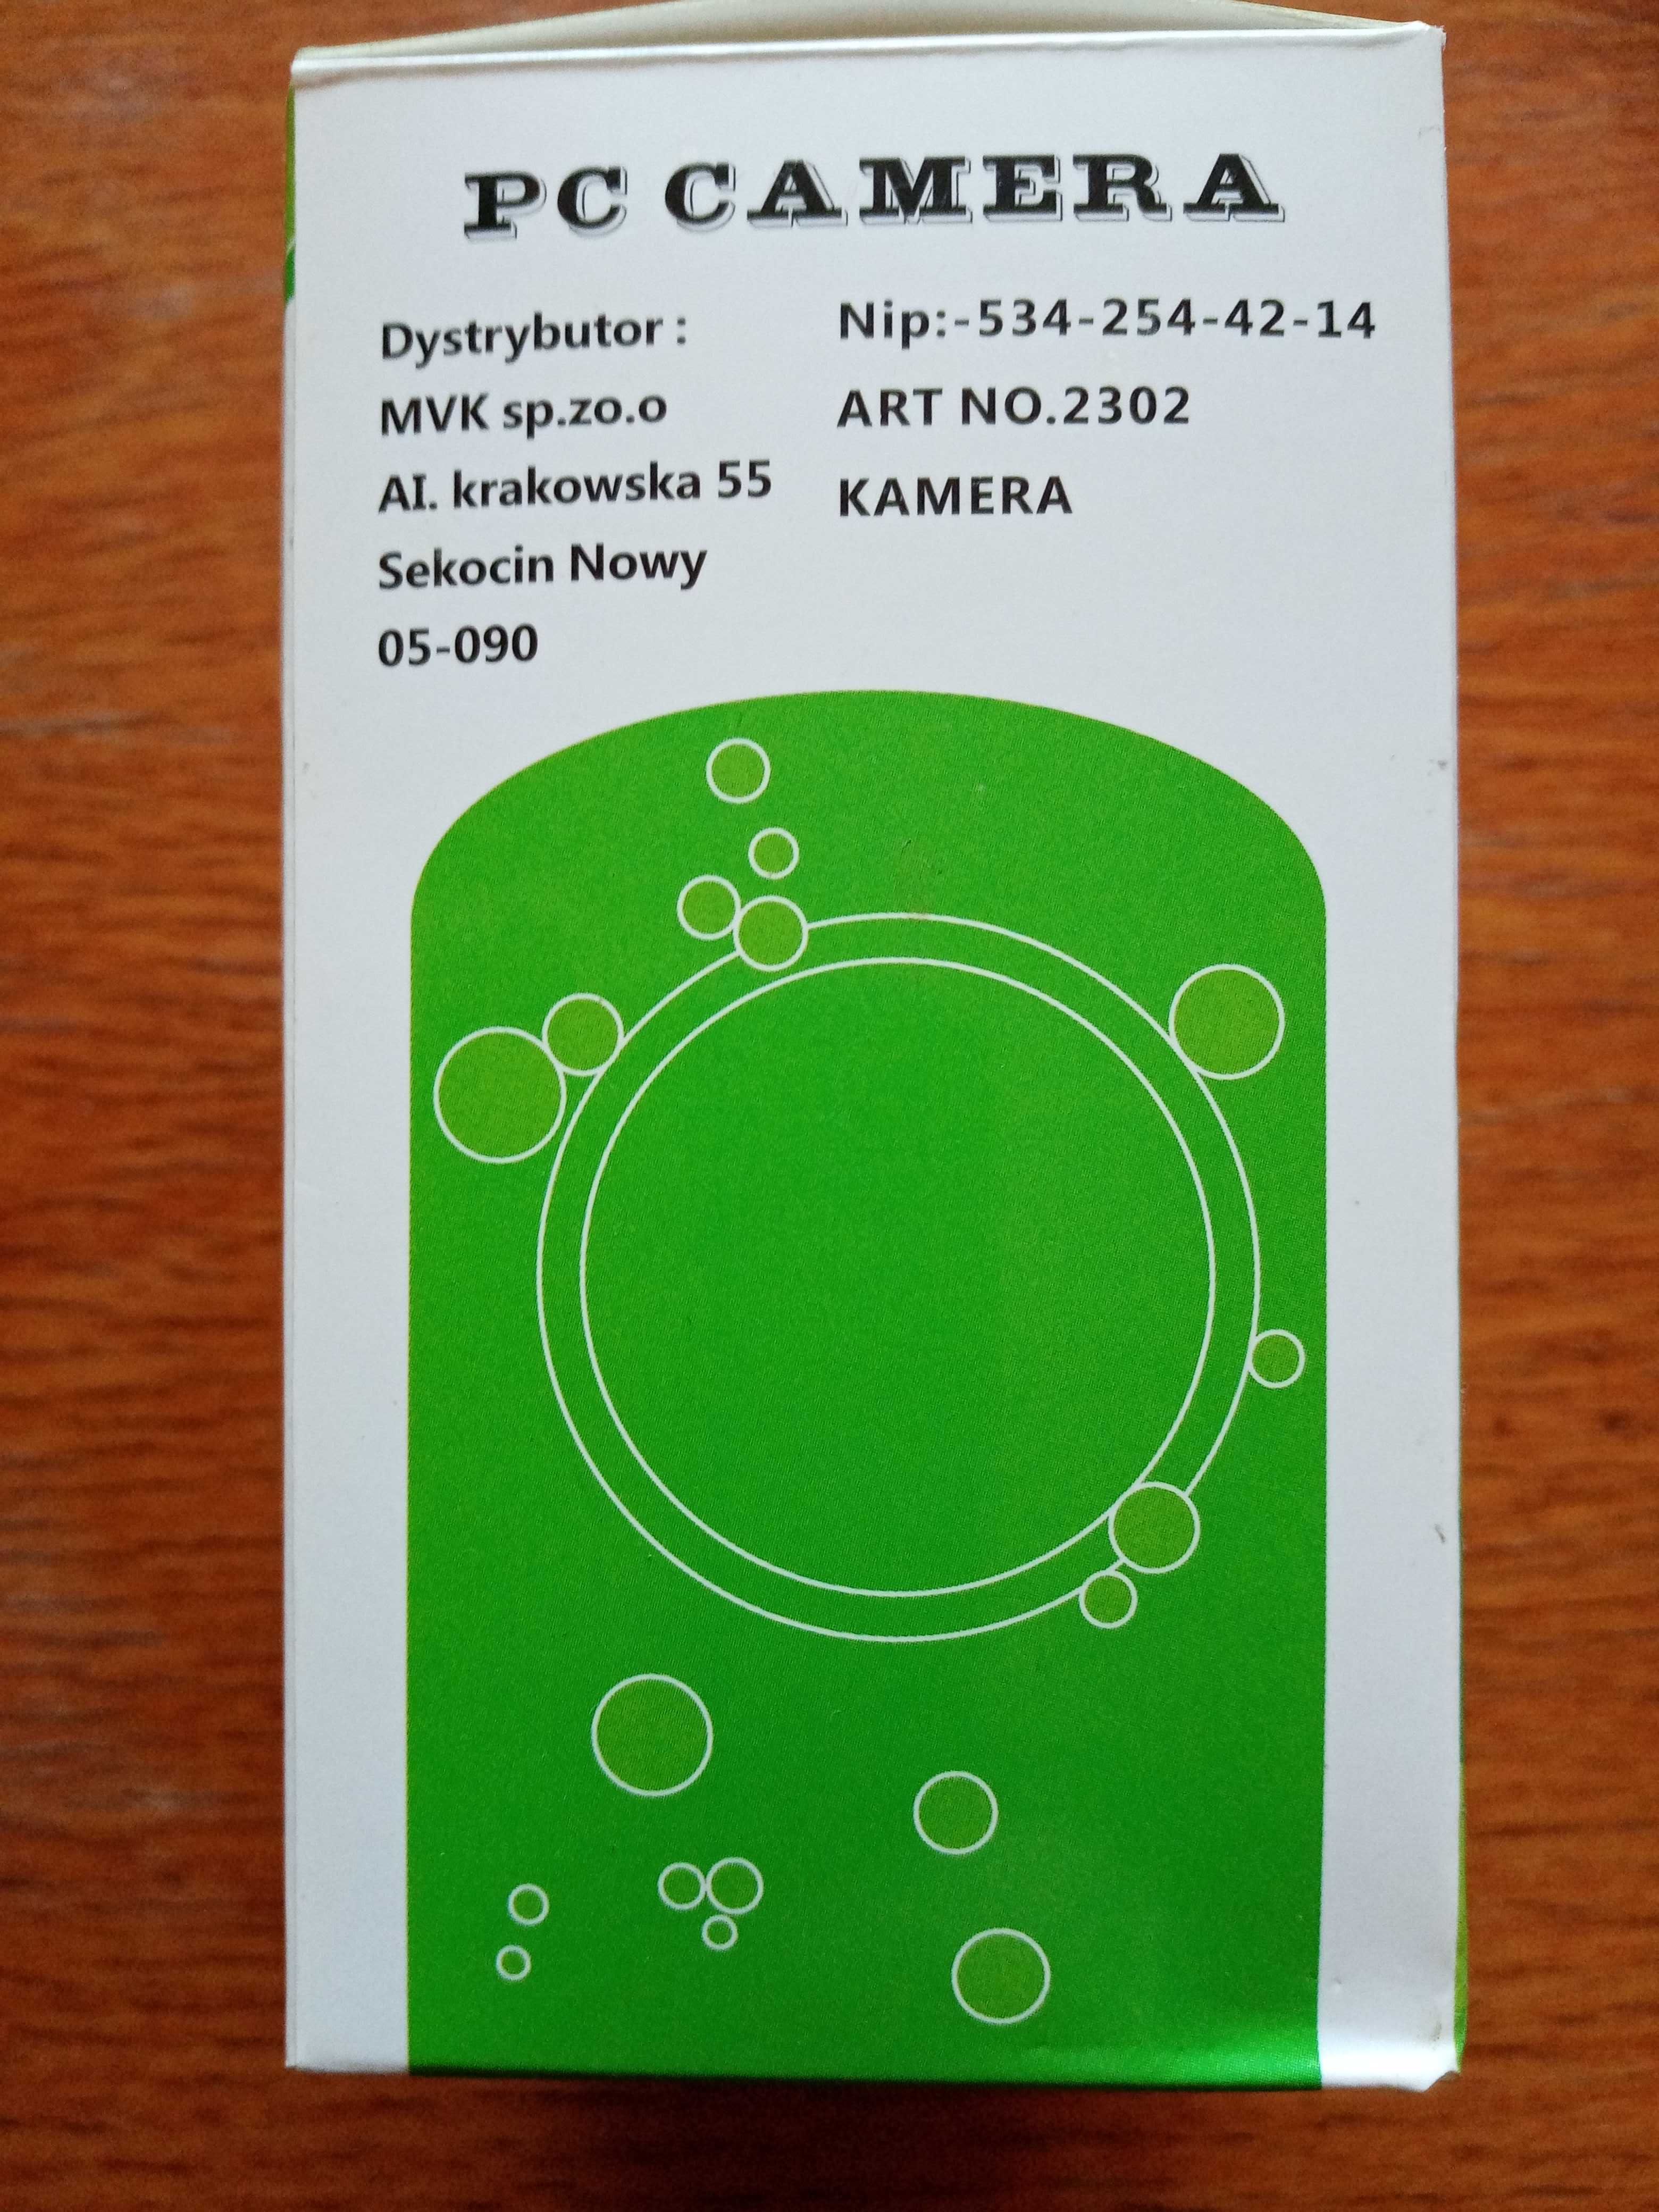 PC CAMERA
Dystrybutor :
MVK sp.zo.o
AI. krakowska 55
Sekocin Nowy
05-090
Nip:-534-254-42-14
ART NO.2302
KAMERA